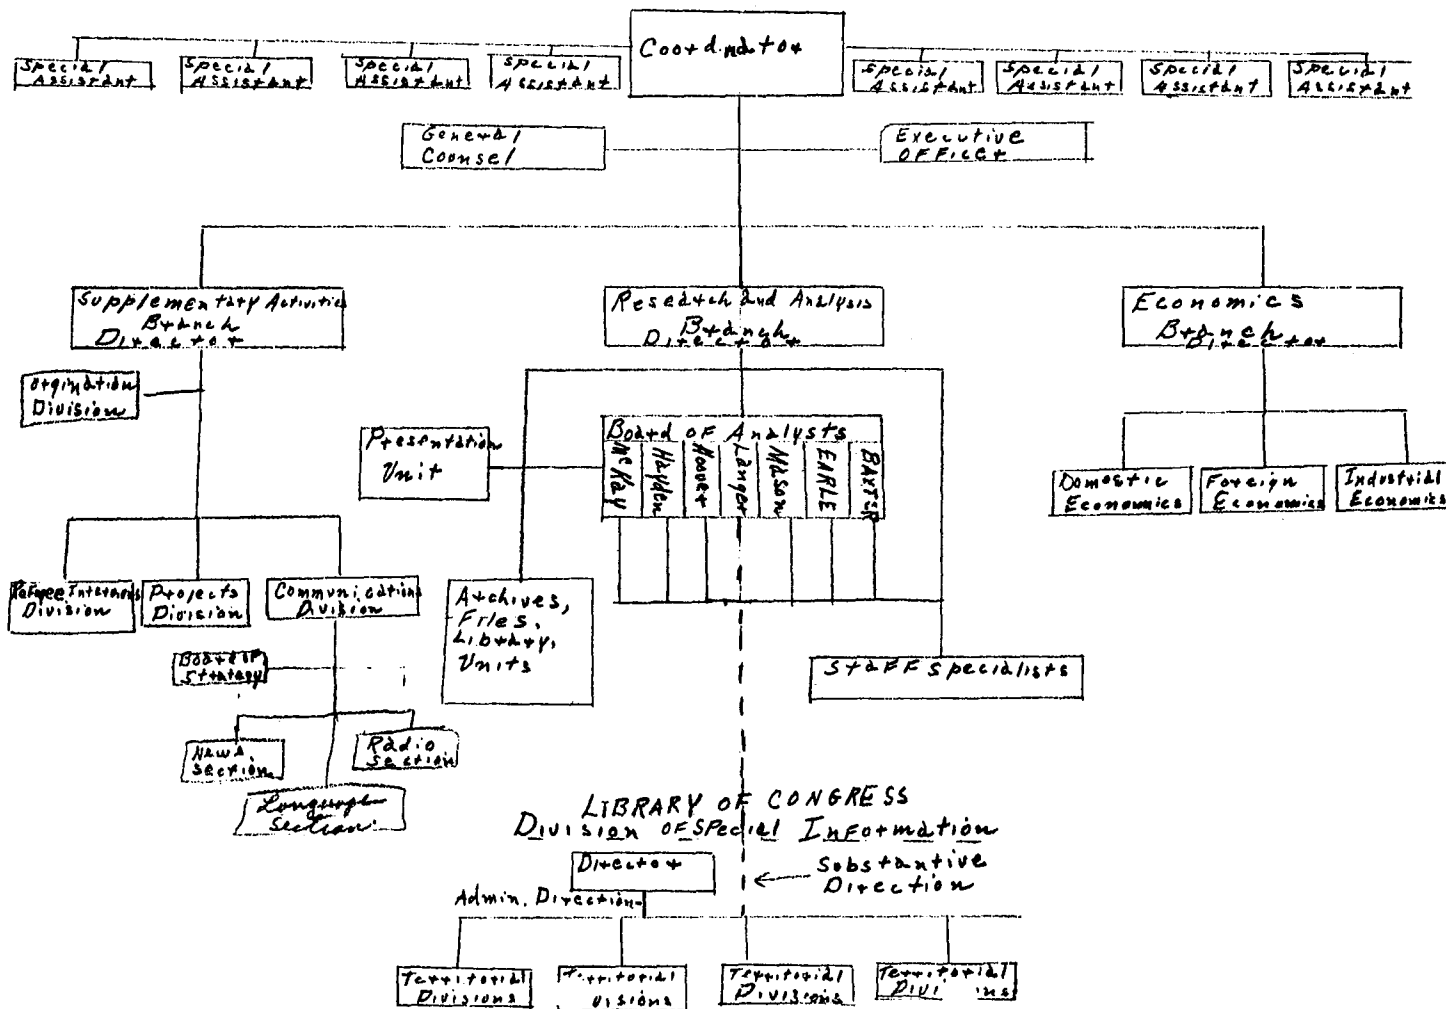 Coordinator
Special
Assistant
Special
Assistant
Special
Assistant
Special
Assistant
Special
Assistant
Special
Assistant
Special
Assistant
Special
Assistant
General
Counsel
Executive
Officer
Supplementary Activities
Branch
Director
Research and Analysis
Branch
Director
Economics
Branch
Director
Orgination
Division
Presentation
Unit
Board of Analysts
McKay
Hayden
Hoover
Langer
Mason
EARLE
BAXTER
Domestic
Economics
Foreign
Economics
Industrial
Economics
Refugee Interviews
Division
Projects
Division
Communications
Division
Archives,
Files,
Library,
Units
Board of
Strategy
Staff Specialists
News
Section
Radio
Section
Language
Section
LIBRARY OF CONGRESS
Division of Special Information
Director
Substantive
Direction
Admin. Direction
Territorial
Divisions
Territorial
Divisions
Territorial
Divisions
Territorial
Divisions